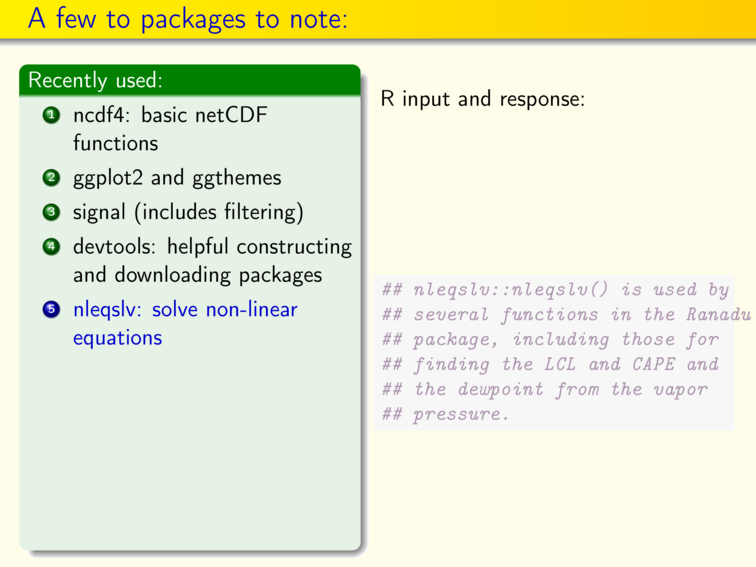 A few to packages to note:
Recently used:
1 ncdf4: basic netCDF
functions
2 ggplot2 and ggthemes
3 signal (includes filtering)
4 devtools: helpful constructing
and downloading packages
5 nleqslv: solve non-linear
equations
R input and response:
## nleqslv::nleqslv() is used by
## several functions in the Ranadu
## package, including those for
## finding the LCL and CAPE and
## the dewpoint from the vapor
## pressure.